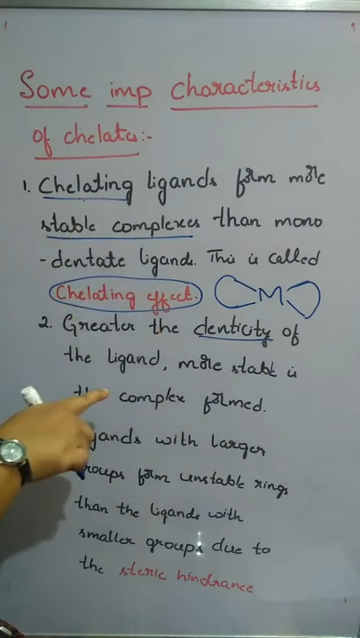 Some imp characteristics
of chelates:-
1. Chelating ligands form more
stable complexes than mono
-dentate ligands. This is called
Chelating effect. M
2. Greater the denticity of
the ligand, more stable is
complex formed.
with larger
groups form unstable rings
than the ligands with
smaller groups due to
the steric hindrance